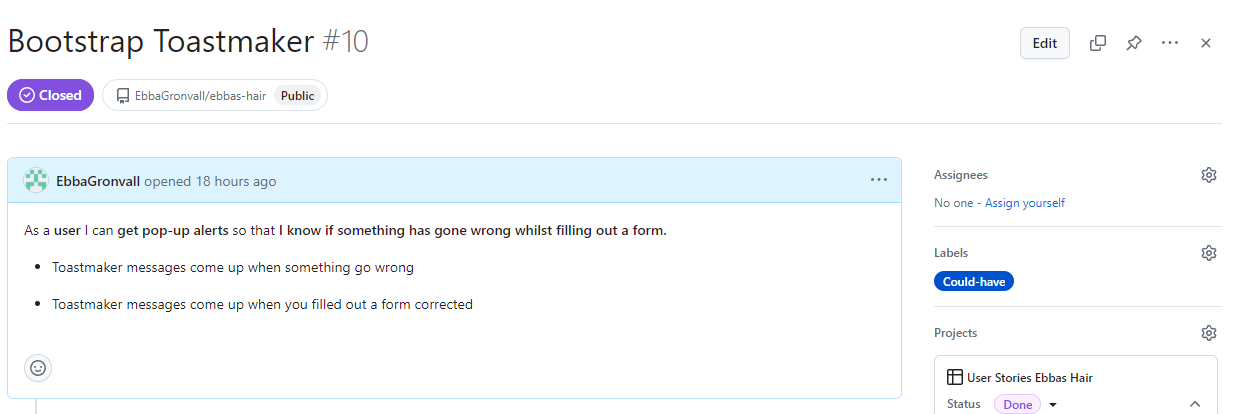 Bootstrap Toastmaker #10
Edit
Closed
EbbaGronvall/ebbas-hair Public
EbbaGronvall opened 18 hours ago
As a user I can get pop-up alerts so that I know if something has gone wrong whilst filling out a form.
Toastmaker messages come up when something go wrong
Toastmaker messages come up when you filled out a form corrected
Assignees
No one - Assign yourself
Labels
Could-have
Projects
User Stories Ebbas Hair
Status Done